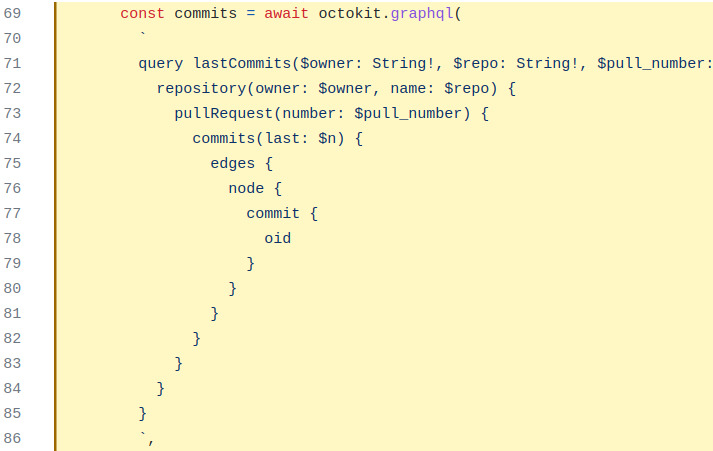 69 const commits = await octokit.graphql(
70 `
71 query lastCommits($owner: String!, $repo: String!, $pull_number:
72 repository(owner: $owner, name: $repo) {
73 pullRequest(number: $pull_number) {
74 commits(last: $n) {
75 edges {
76 node {
77 commit {
78 oid
79 }
80 }
81 }
82 }
83 }
84 }
85 }
86 `,